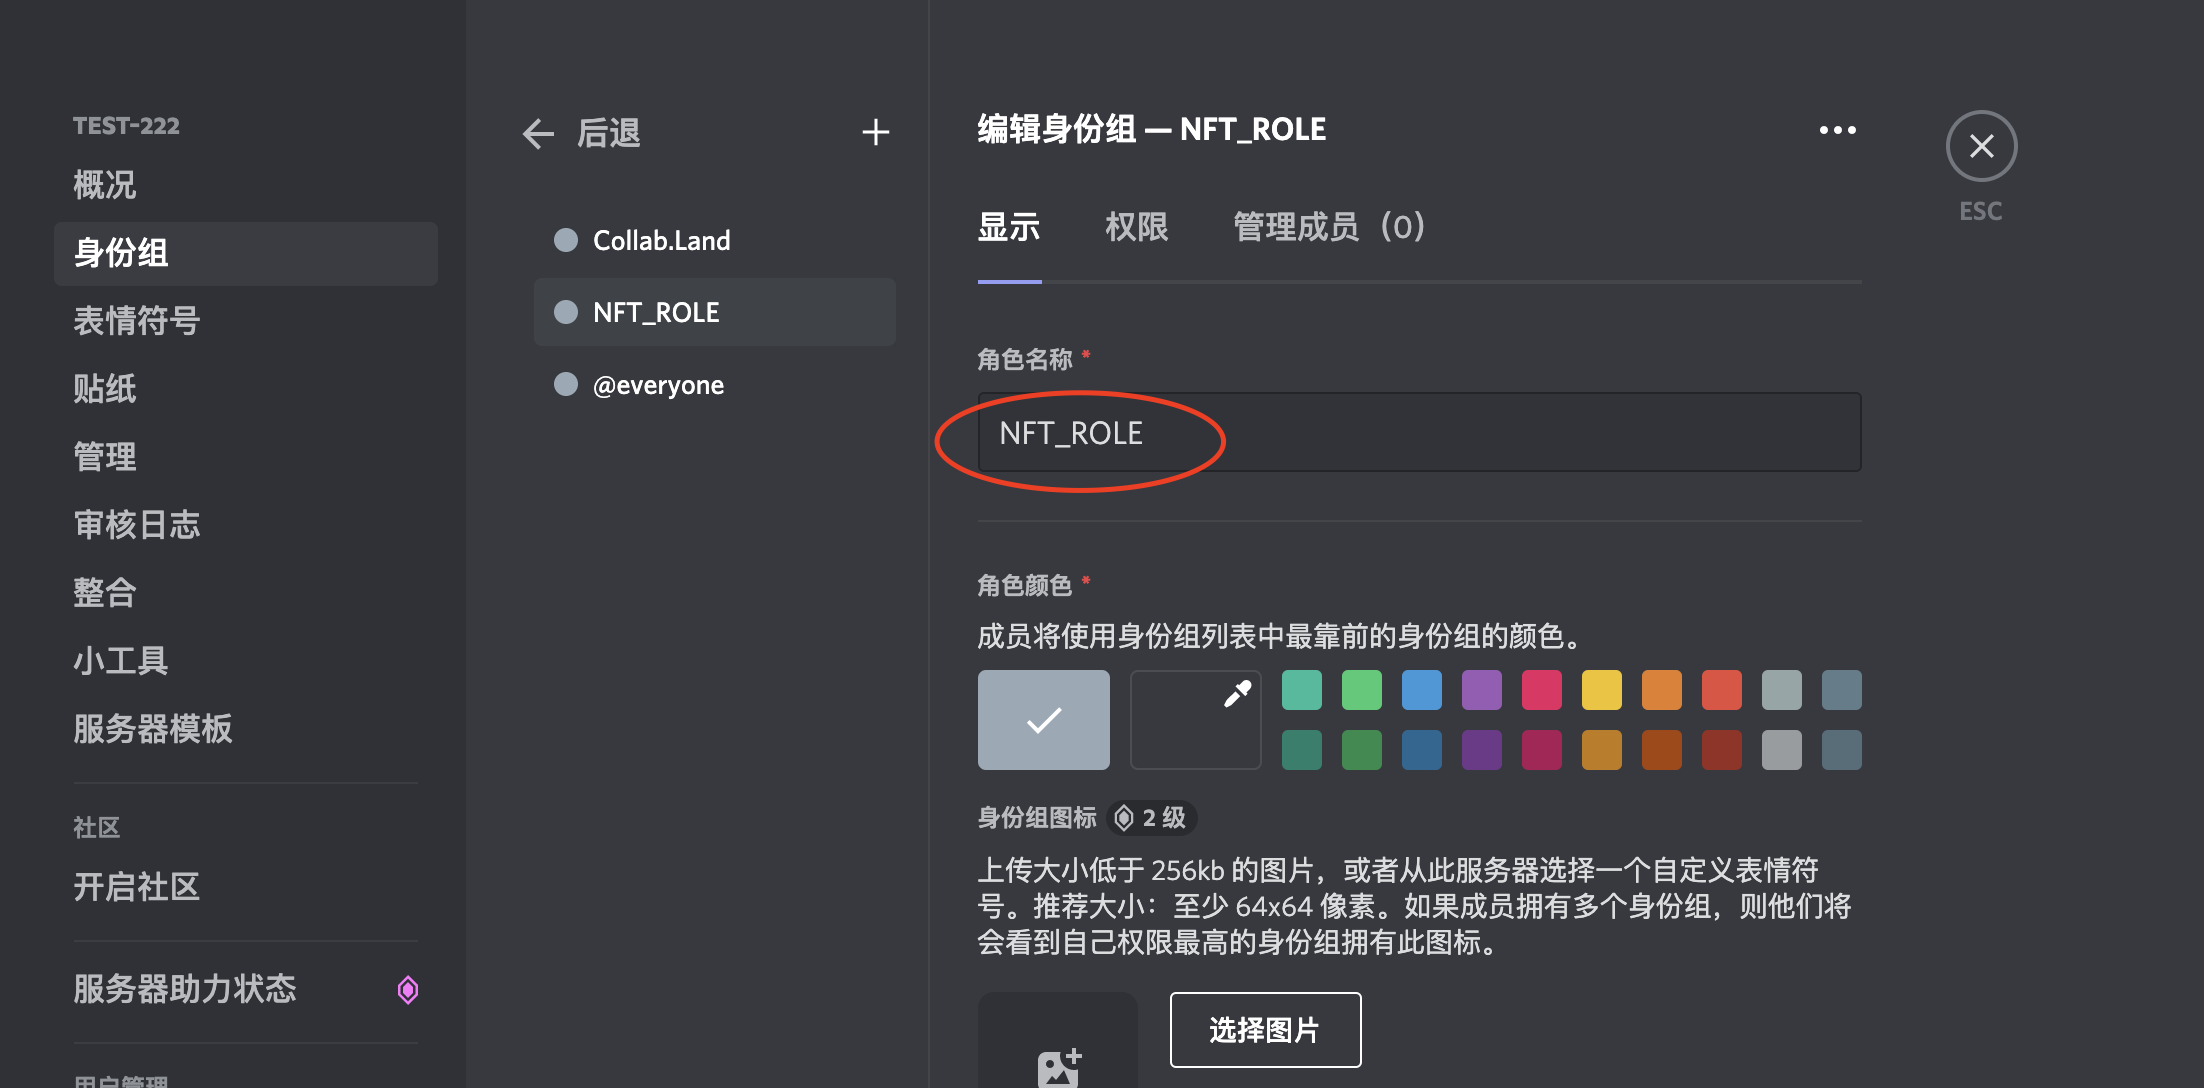 TEST-222
概况
身份组
表情符号
贴纸
管理
审核日志
整合
小工具
服务器模板
社区
开启社区
服务器助力状态
用户管理
后退
Collab.Land
NFT_ROLE
@everyone
编辑身份组 — NFT_ROLE
显示 权限 管理成员（0）
角色名称 *
NFT_ROLE
角色颜色 *
成员将使用身份组列表中最靠前的身份组的颜色。
身份组图标 2 级
上传大小低于 256kb 的图片，或者从此服务器选择一个自定义表情符
号。推荐大小：至少 64x64 像素。如果成员拥有多个身份组，则他们将
会看到自己权限最高的身份组拥有此图标。
选择图片
ESC